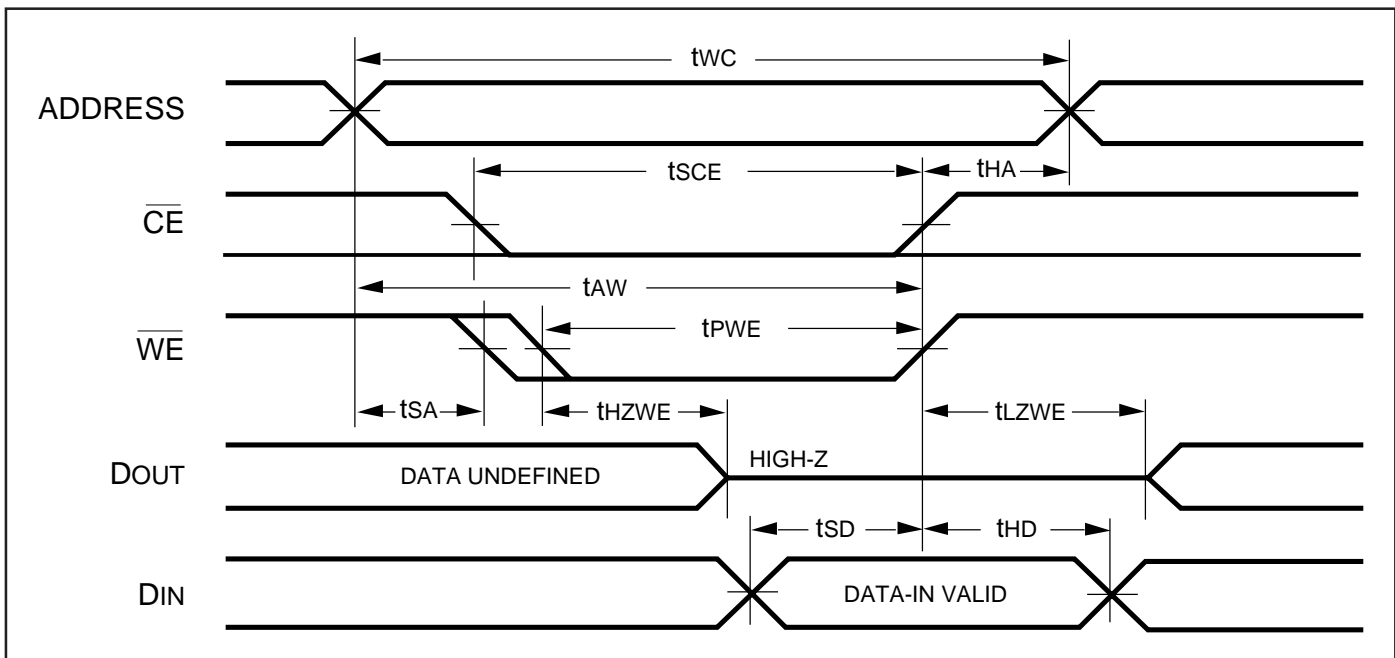 tWC
ADDRESS
tSCE
tHA
CE
tAW
tPWE
WE
tSA
tHZWE
tLZWE
DOUT
DATA UNDEFINED
HIGH-Z
tSD
tHD
DIN
DATA-IN VALID